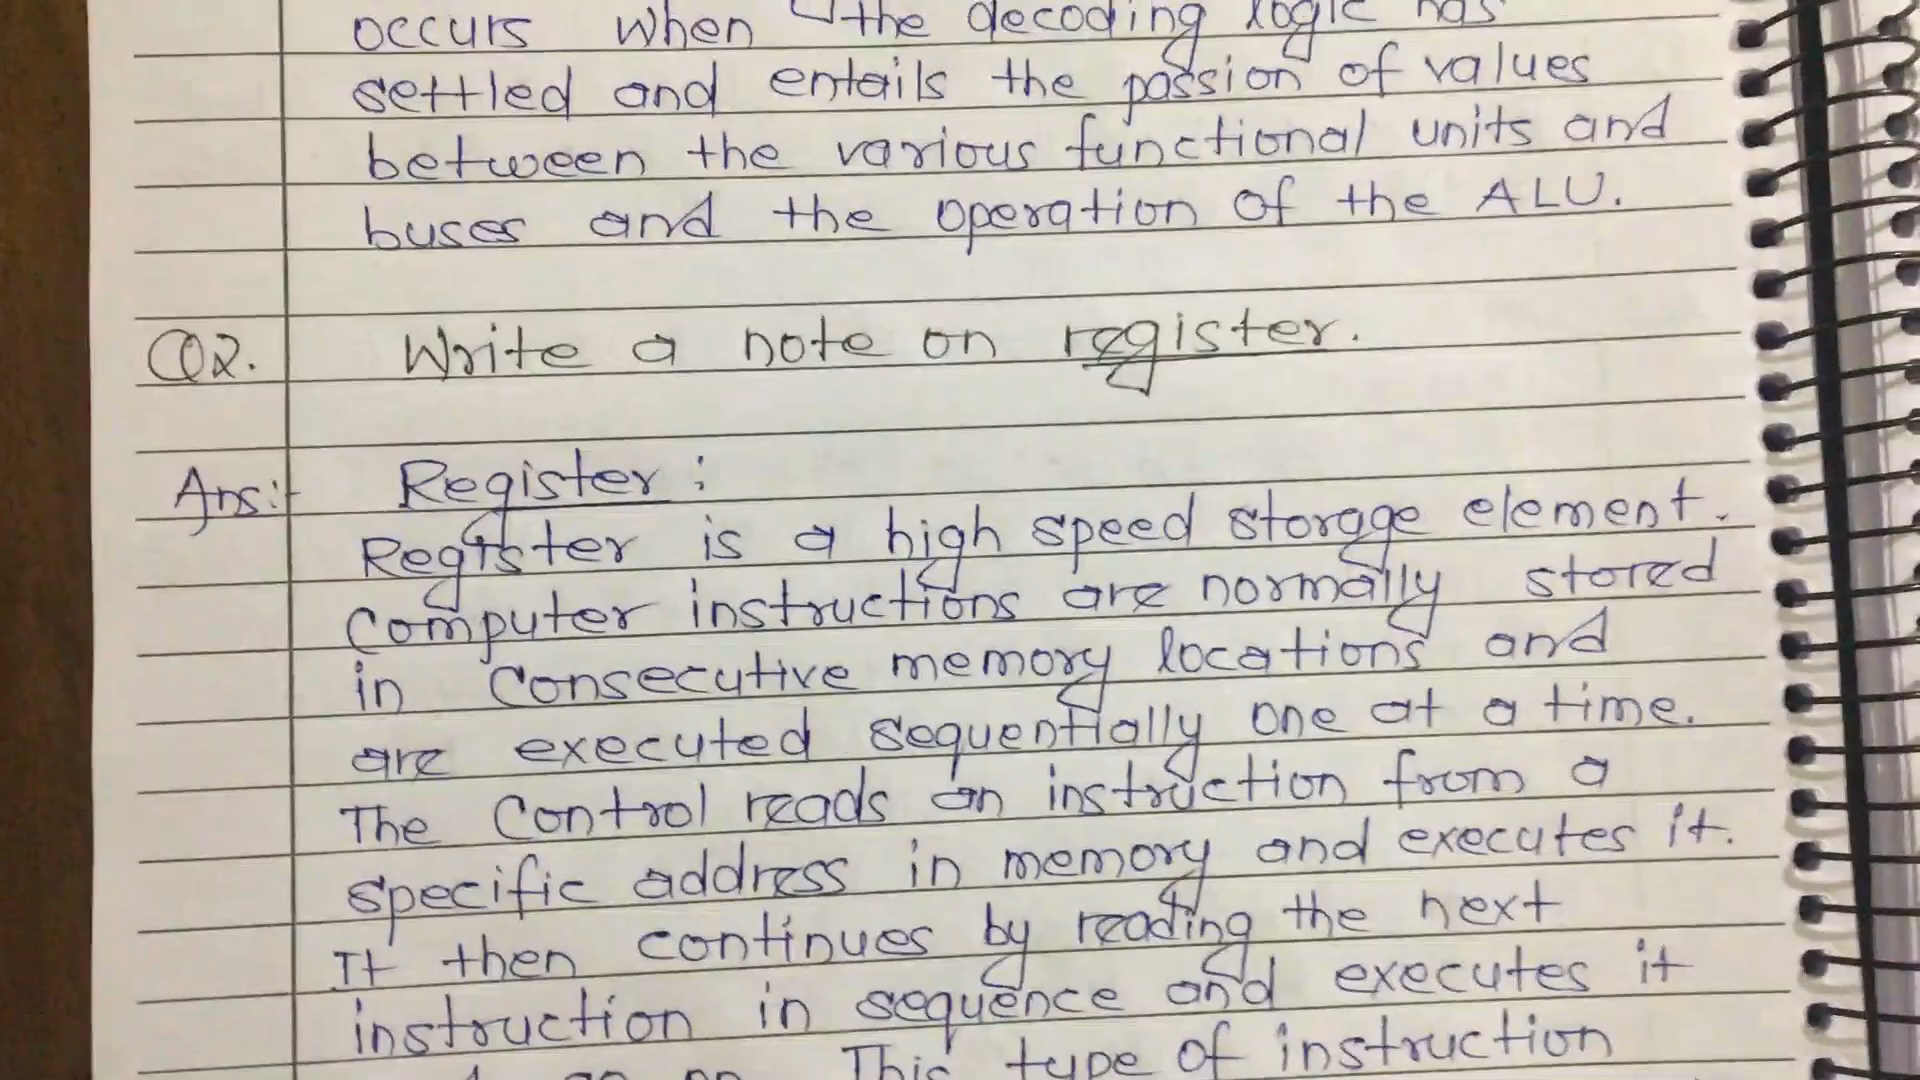 occurs when the decoding logic has
settled and entails the passion of values
between the various functional units and
buses and the operation of the ALU.
Q2. Write a note on register.
Ans:- Register :
Register is a high speed storage element.
Computer instructions are normally stored
in consecutive memory locations and
are executed sequentially one at a time.
The Control reads an instruction from a
specific address in memory and executes it.
It then continues by reading the next
instruction in sequence and executes it
This type of instruction